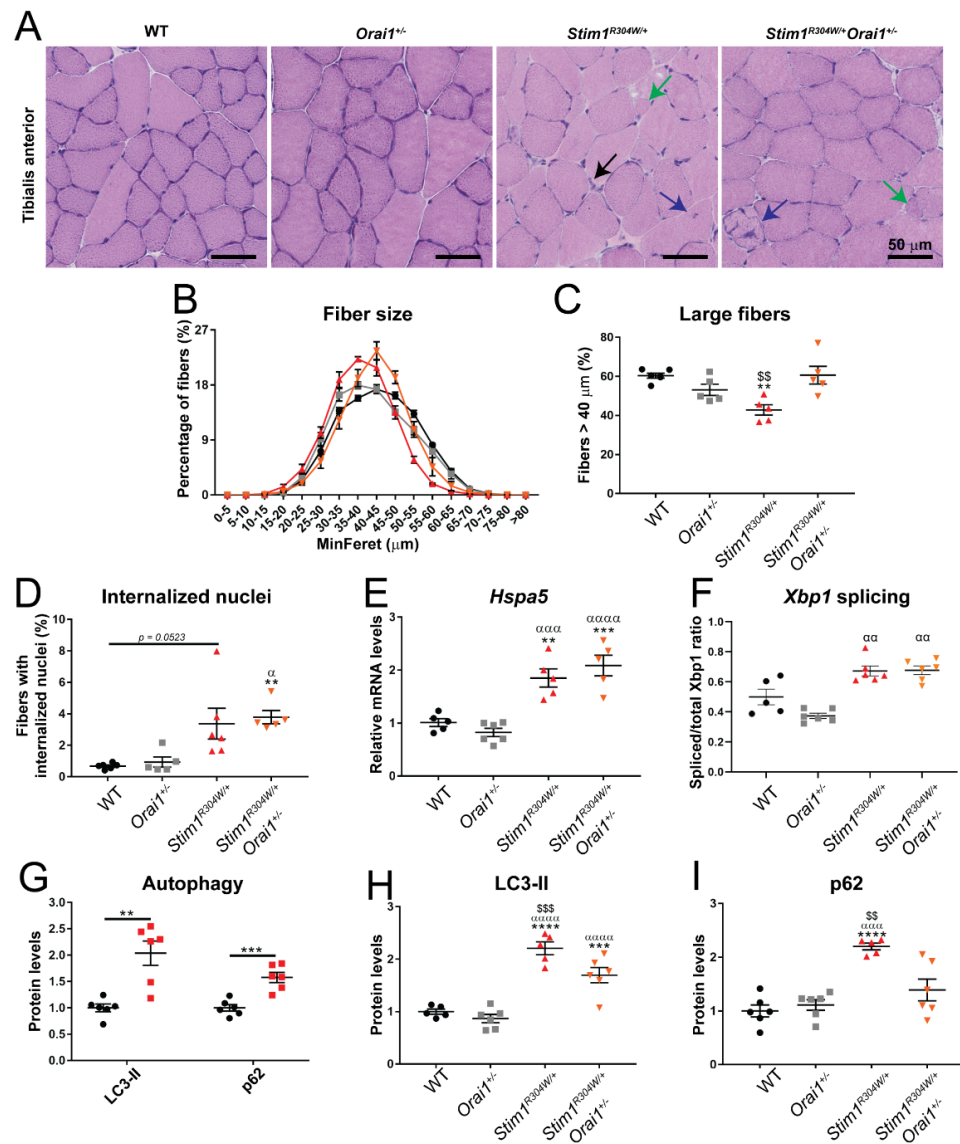 A
WT
Orai1+/-
Stim1R304W/+
Stim1R304W/+Orai1+/-
Tibialis anterior
50 μm
B
Fiber size
Percentage of fibers (%)
27
18
9
0
0-5
5-10
10-15
15-20
20-25
25-30
30-35
35-40
40-45
45-50
50-55
55-60
60-65
65-70
70-75
75-80
>80
MinFeret (μm)
C
Large fibers
Fibers > 40 μm (%)
80
60
40
20
0
$$
**
WT
Orai1+/-
Stim1R304W/+
Stim1R304W/+
Orai1+/-
D
Internalized nuclei
Fibers with
internalized nuclei (%)
10
8
6
4
2
0
p = 0.0523
α
**
WT
Orai1+/-
Stim1R304W/+
Stim1R304W/+
Orai1+/-
E
Hspa5
Relative mRNA levels
3
2
1
0
ααα
**
αααα
***
WT
Orai1+/-
Stim1R304W/+
Stim1R304W/+
Orai1+/-
F
Xbp1 splicing
Spliced/total Xbp1 ratio
1.0
0.8
0.6
0.4
0.2
0.0
αα
αα
WT
Orai1+/-
Stim1R304W/+
Stim1R304W/+
Orai1+/-
G
Autophagy
Protein levels
3.0
2.5
2.0
1.5
1.0
0.5
0.0
**
***
LC3-II
p62
H
LC3-II
Protein levels
3
2
1
0
$$$
αααα
****
αααα
***
WT
Orai1+/-
Stim1R304W/+
Stim1R304W/+
Orai1+/-
I
p62
Protein levels
3
2
1
0
$$
ααα
****
WT
Orai1+/-
Stim1R304W/+
Stim1R304W/+
Orai1+/-